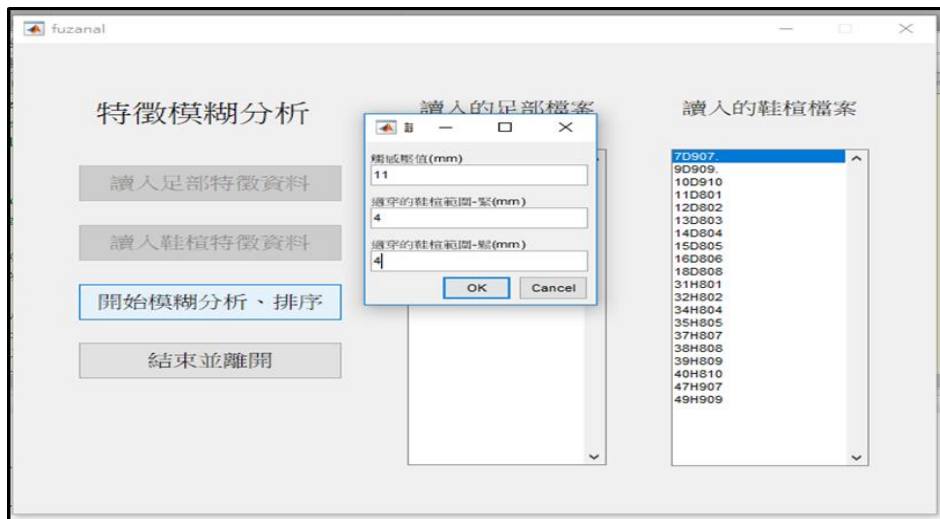 fuzanal
特徵模糊分析
讀入足部特徵資料
讀入鞋楦特徵資料
開始模糊分析、排序
結束並離開
讀入的足部檔案
觸感壓值(mm)
11
適穿的鞋楦範圍-緊(mm)
4
適穿的鞋楦範圍-鬆(mm)
4
OK
Cancel
讀入的鞋楦檔案
7D907.
9D909.
10D910
11D801
12D802
13D803
14D804
15D805
16D806
18D808
31H801
32H802
34H804
35H805
37H807
38H808
39H809
40H810
47H907
49H909